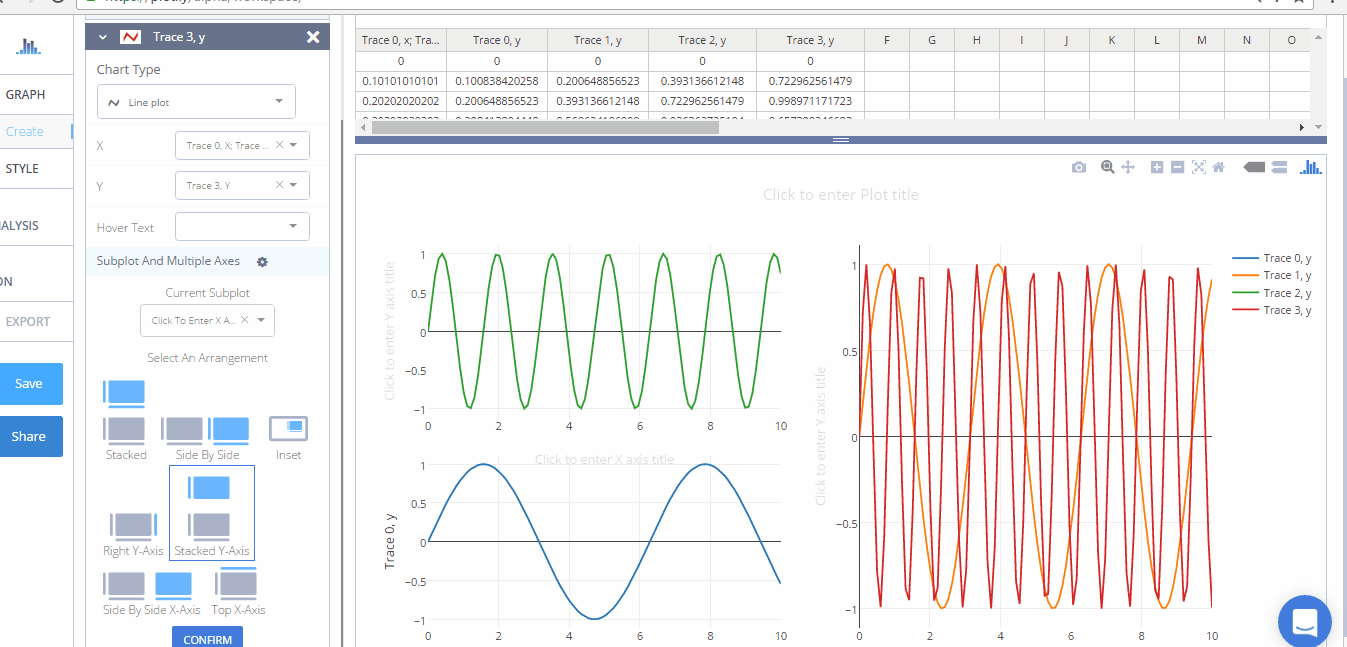 Trace 3, y
Chart Type
Line plot
X
Trace 0, X; Trace ...
Y
Trace 3, Y
Hover Text
Subplot And Multiple Axes
Current Subplot
Click To Enter X A..
Select An Arrangement
Stacked
Side By Side
Inset
Right Y-Axis
Stacked Y-Axis
Side By Side X-Axis
Top X-Axis
CONFIRM
GRAPH
Create
STYLE
ALYSIS
ON
EXPORT
Save
Share
Trace 0, x; Tra... Trace 0, y Trace 1, y Trace 2, y Trace 3, y F G H I J K L M N O
0 0 0 0 0
0.10101010101 0.100838420258 0.200648856523 0.393136612148 0.722962561479
0.20202020202 0.200648856523 0.393136612148 0.722962561479 0.998971171723
Click to enter Plot title
Click to enter Y axis title
1
0.5
0
−0.5
−1
0 2 4 6 8 10
Click to enter X axis title
Trace 0, y
1
0.5
0
−0.5
−1
0 2 4 6 8 10
Click to enter Y axis title
1
0.5
0
−0.5
−1
0 2 4 6 8 10
Trace 0, y
Trace 1, y
Trace 2, y
Trace 3, y